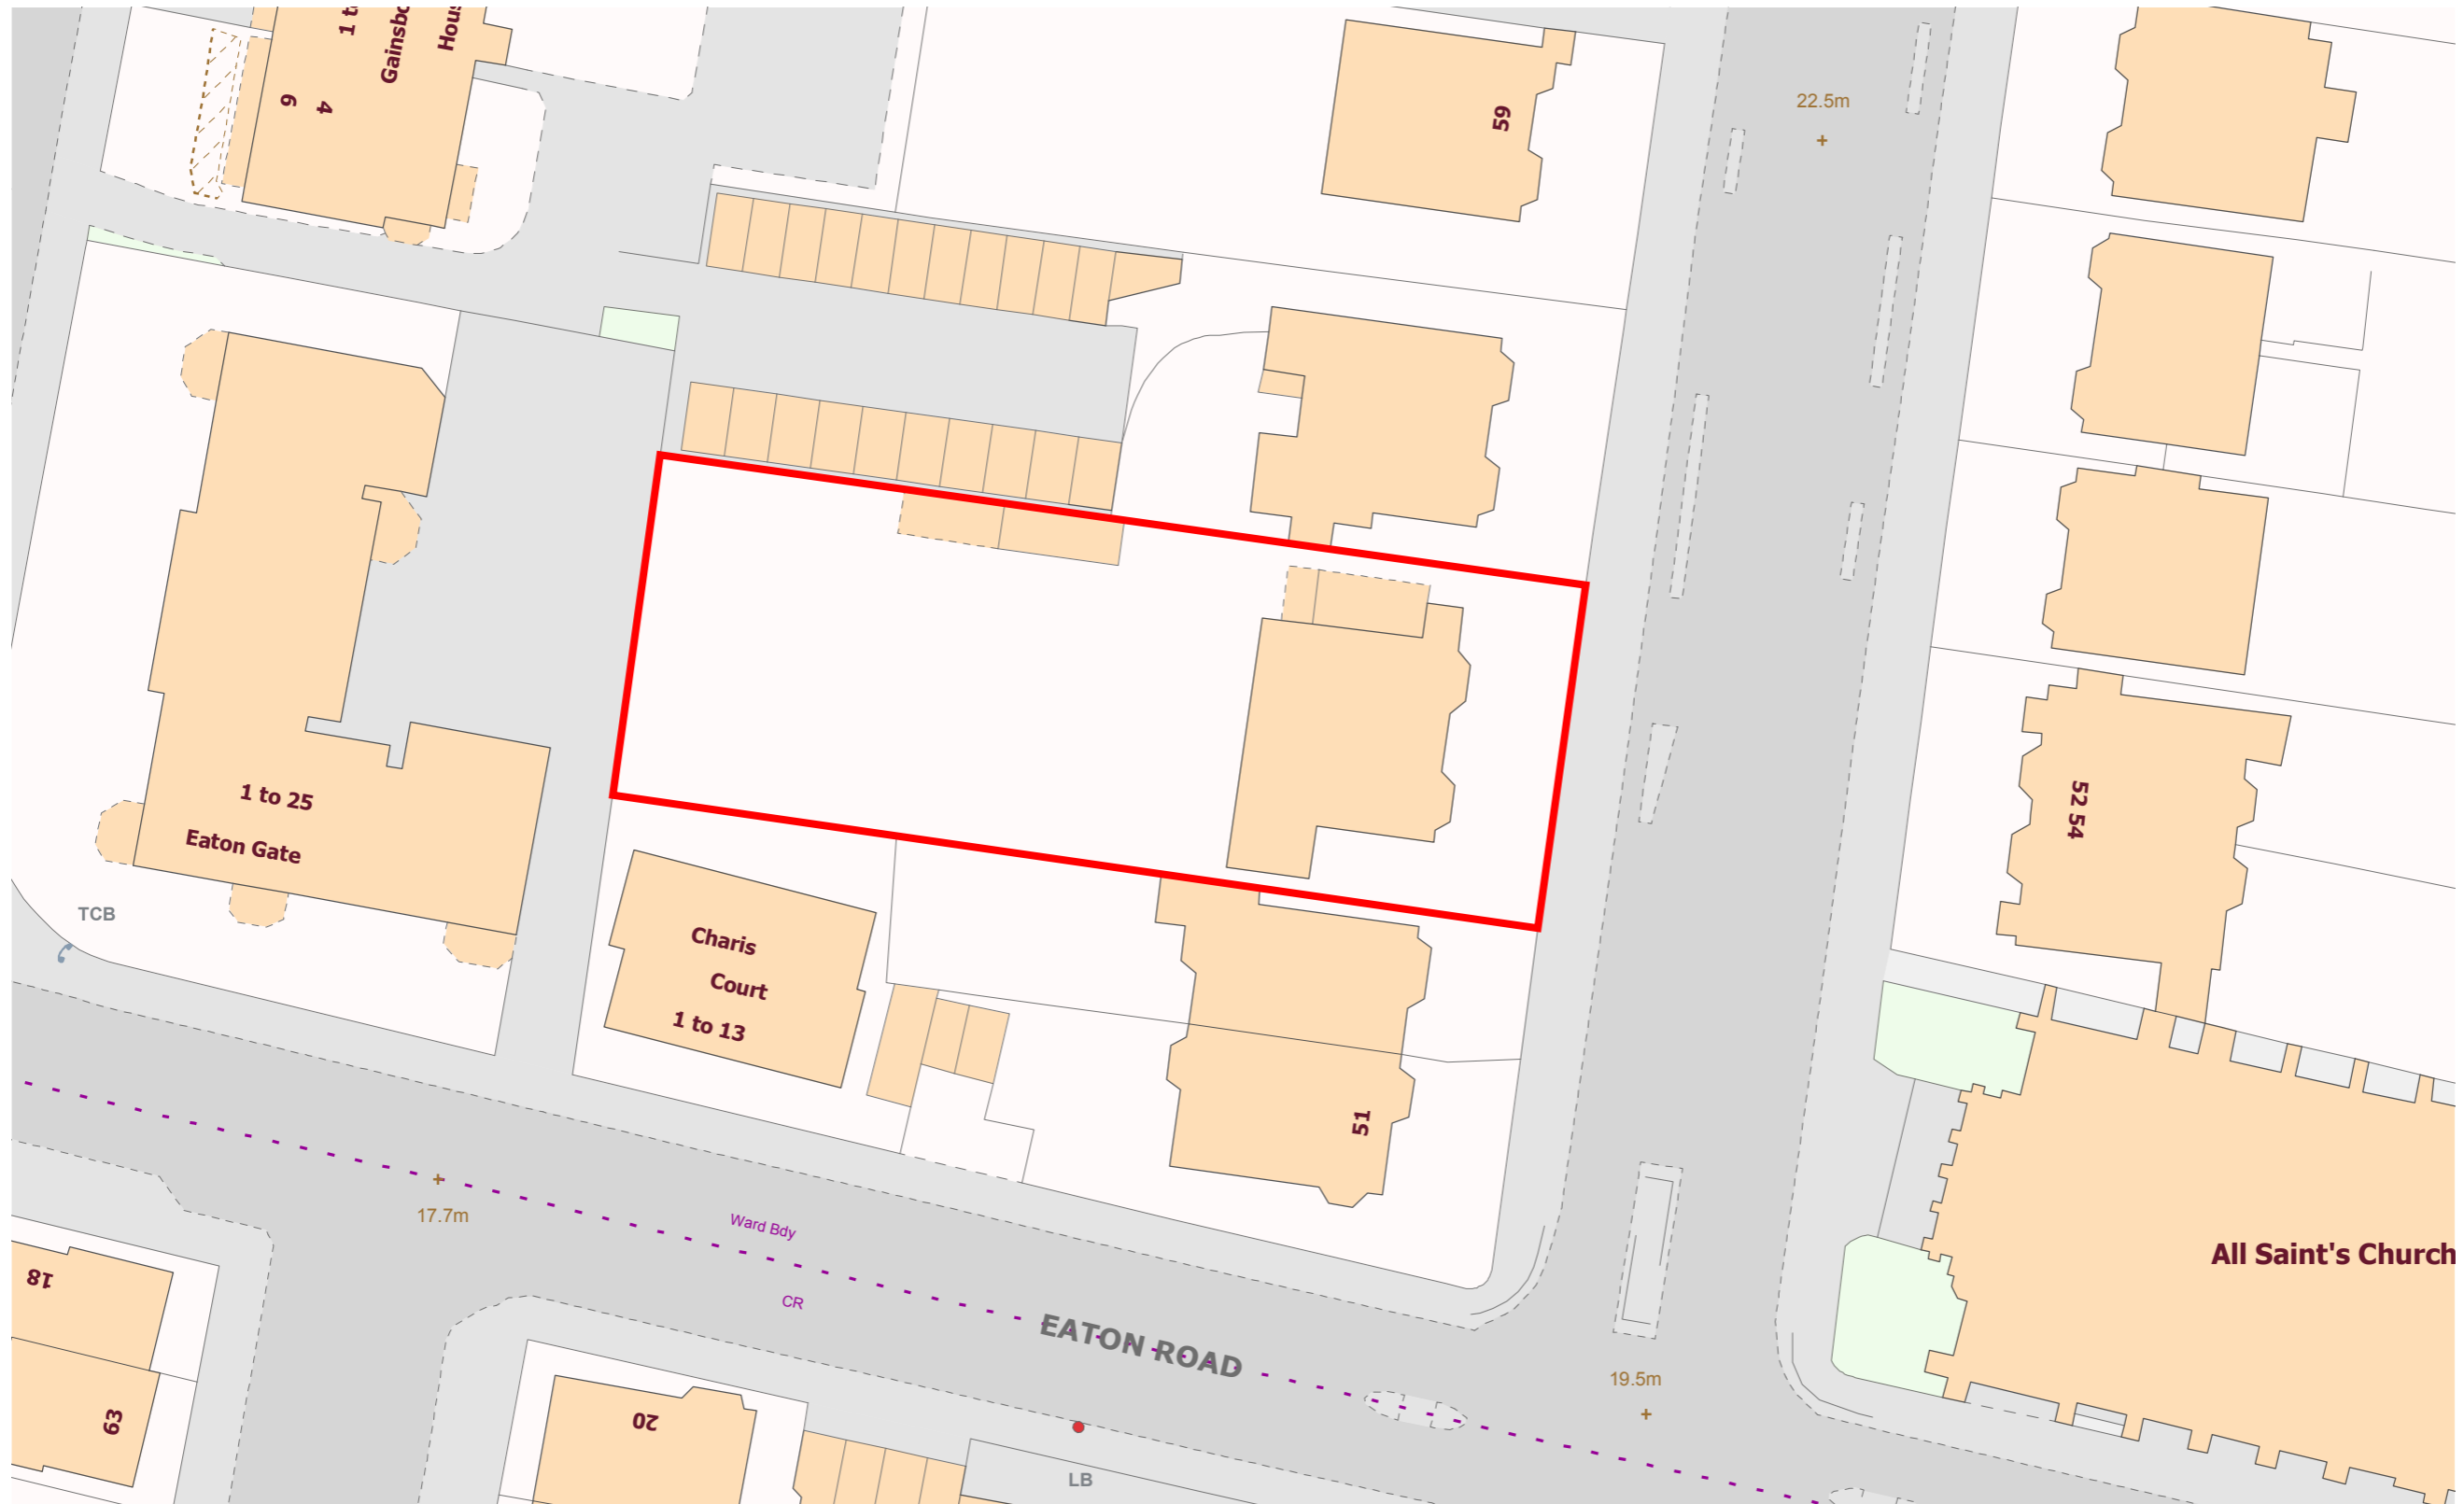 Gainsbo
Hous
6
4
59
22.5m
1 to 25
Eaton Gate
TCB
Charis
Court
1 to 13
52 54
51
17.7m
Ward Bdy
CR
EATON ROAD
All Saint's Church
18
63
20
19.5m
LB